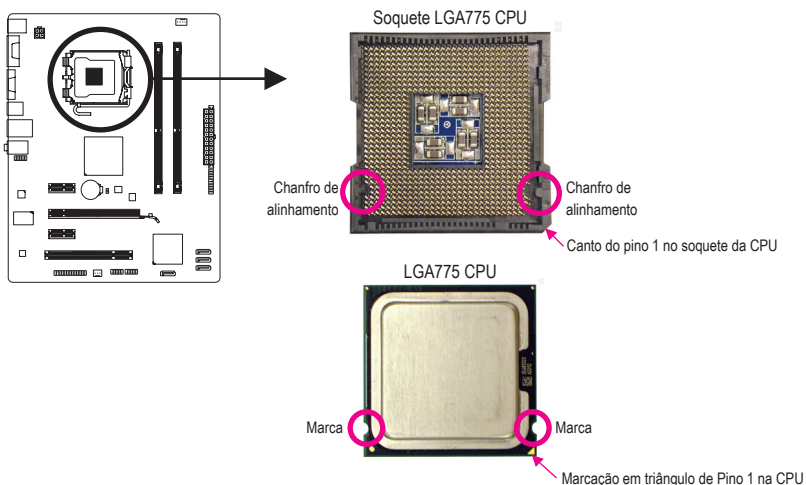 Soquete LGA775 CPU
Chanfro de
alinhamento
Chanfro de
alinhamento
Canto do pino 1 no soquete da CPU
LGA775 CPU
Marca
Marca
Marcação em triângulo de Pino 1 na CPU